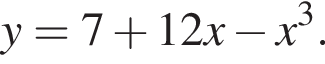 y = 7 + 12x − x³.